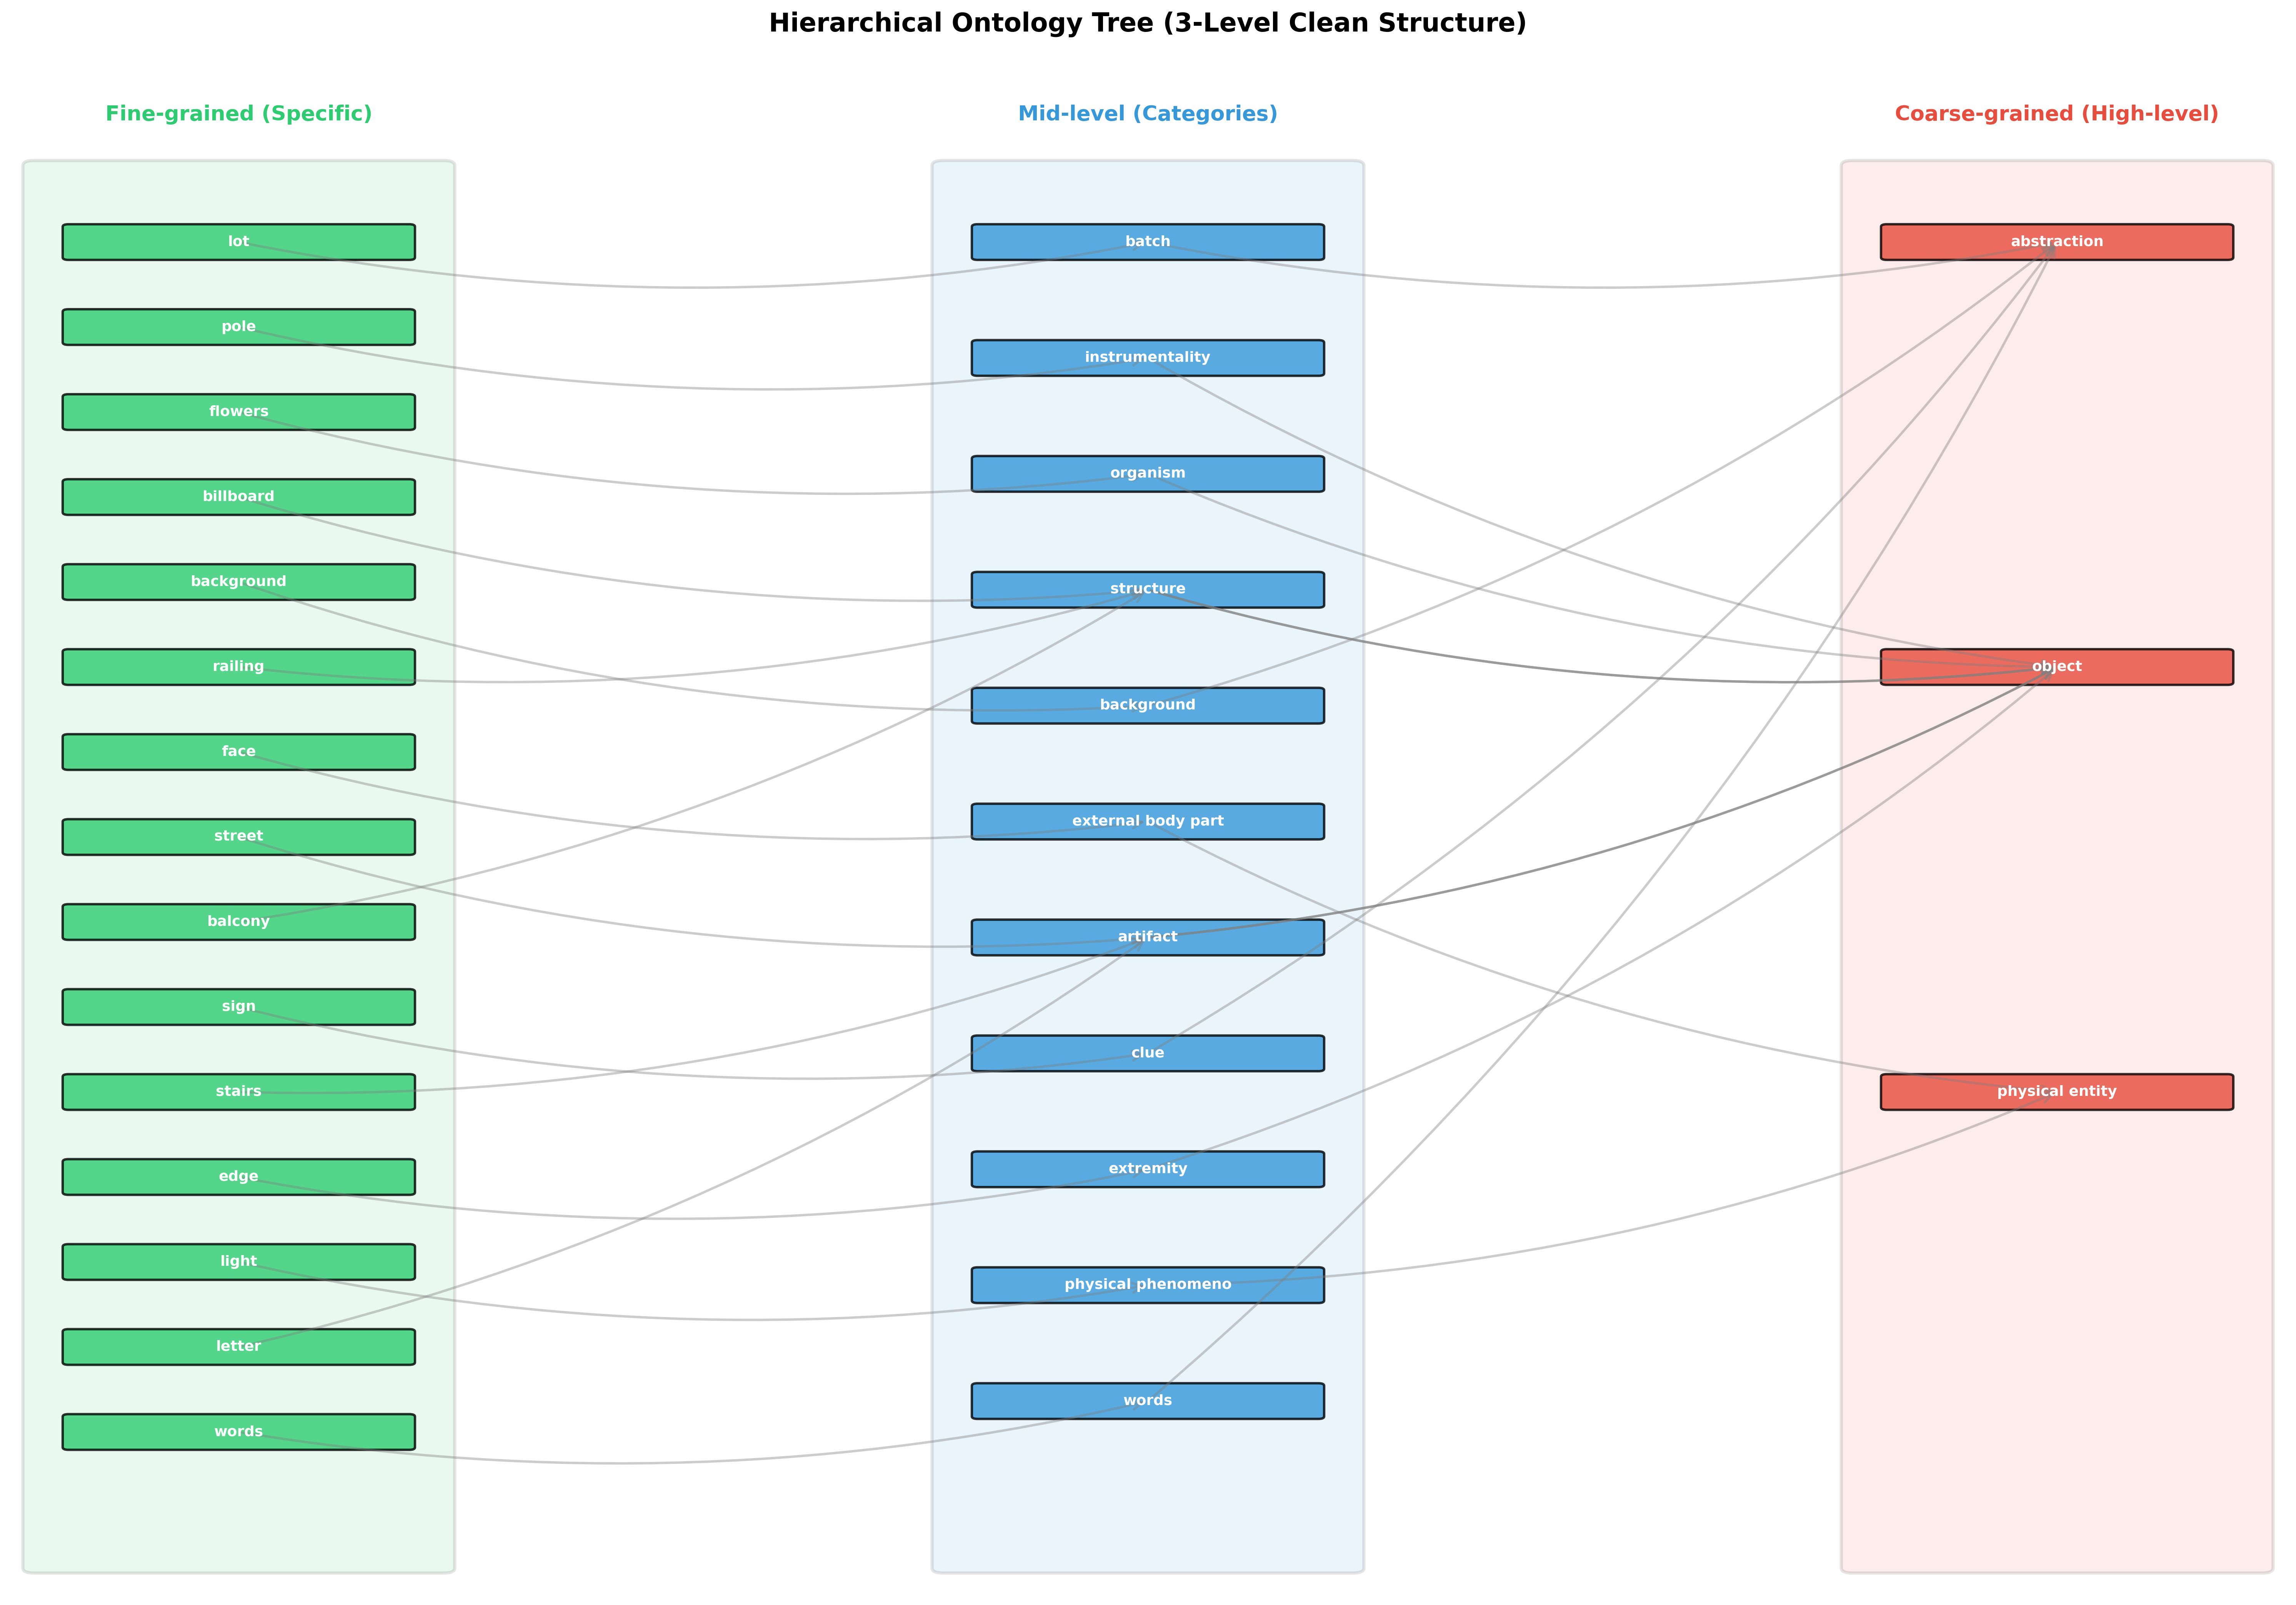 Hierarchical Ontology Tree (3-Level Clean Structure)
Fine-grained (Specific)
lot
pole
flowers
billboard
background
railing
face
street
balcony
sign
stairs
edge
light
letter
words
Mid-level (Categories)
batch
instrumentality
organism
structure
background
external body part
artifact
clue
extremity
physical phenomeno
words
Coarse-grained (High-level)
abstraction
object
physical entity